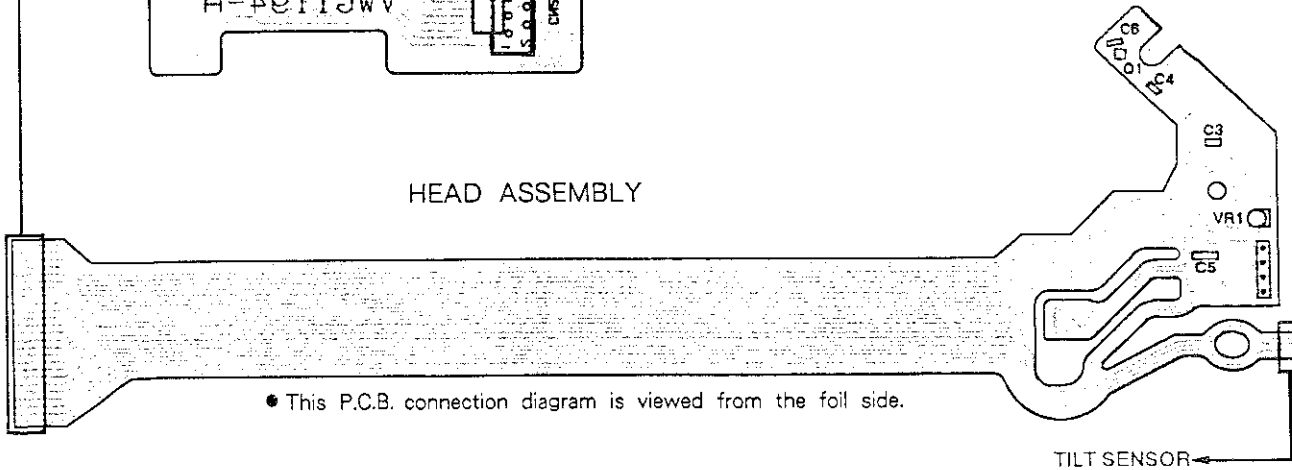 C6
Q1
C4
C3
HEAD ASSEMBLY
VR1
C5
● This P.C.B. connection diagram is viewed from the foil side.
TILT SENSOR